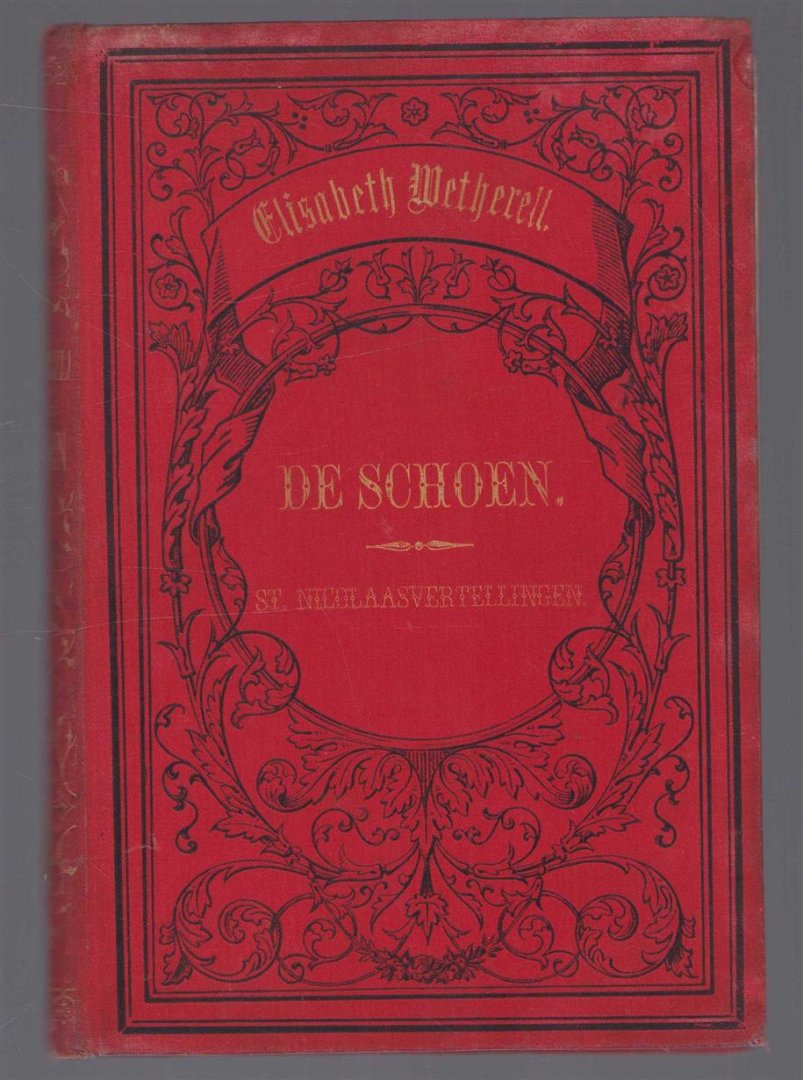 Elisabeth Wetherell.
DE SCHOEN.
ST. NICOLAASVERTELLINGEN.